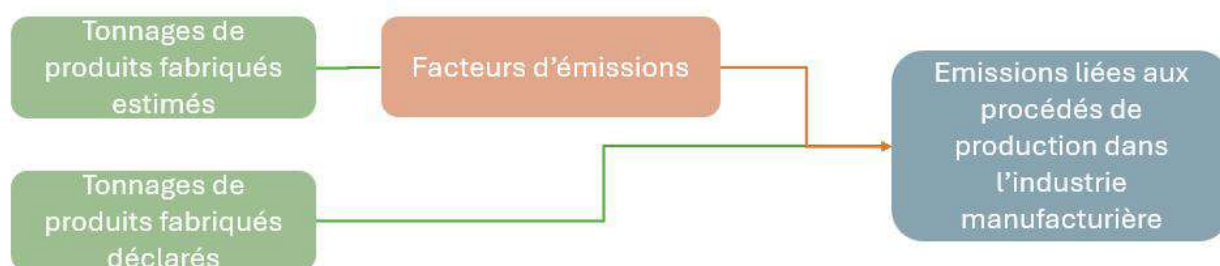 Tonnages de
produits fabriqués
estimés
Facteurs d'émissions
Tonnages de
produits fabriqués
déclarés
Emissions liées aux
procédés de
production dans
l'industrie
manufacturière